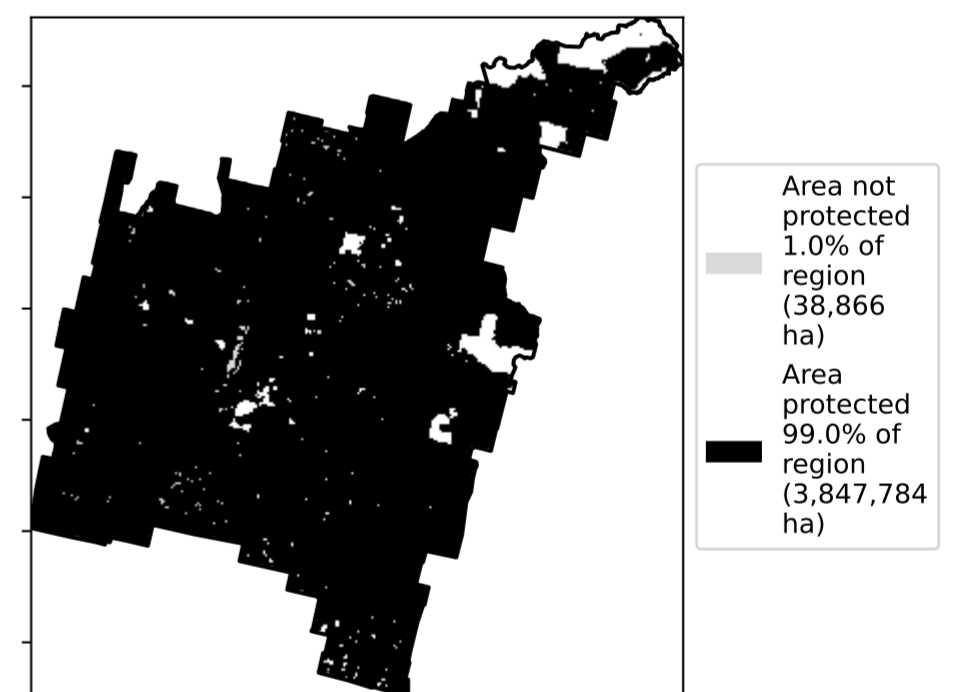 Area not
protected
1.0% of
region
(38,866
ha)
Area
protected
99.0% of
region
(3,847,784
ha)